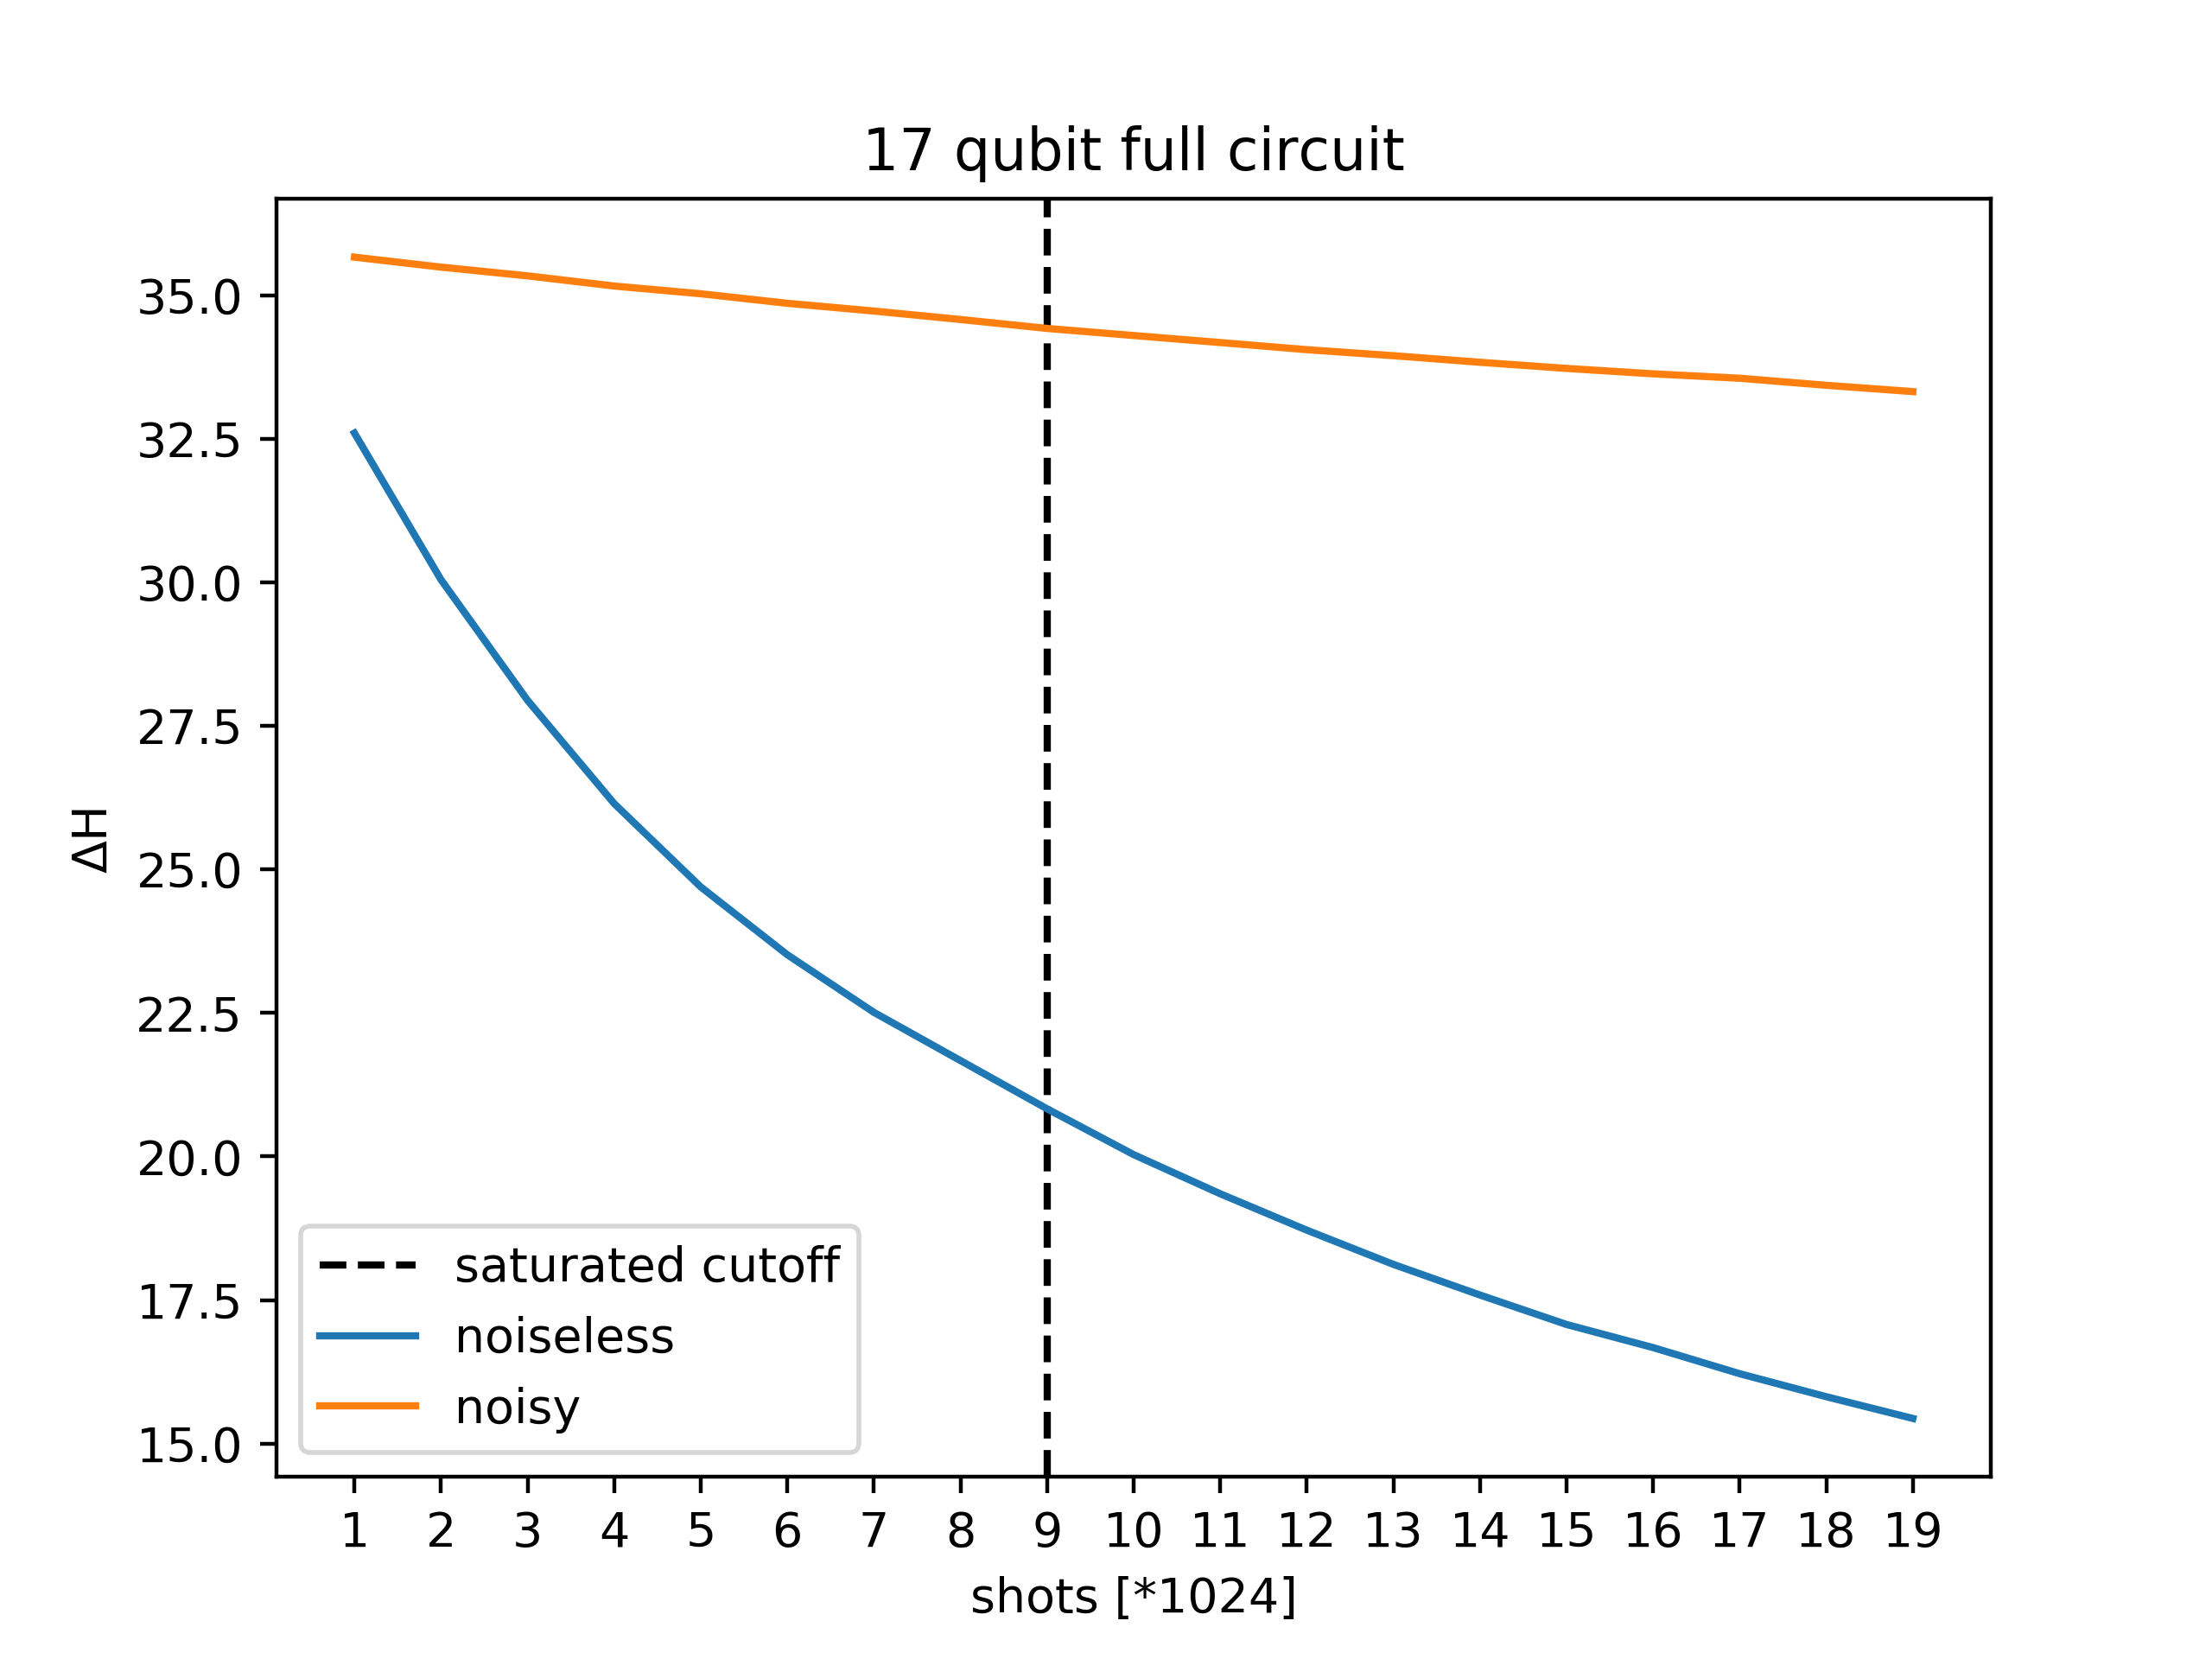 17 qubit full circuit
35.0
32.5
30.0
27.5
25.0
22.5
20.0
17.5
15.0
ΔH
saturated cutoff
noiseless
noisy
1 2 3 4 5 6 7 8 9 10 11 12 13 14 15 16 17 18 19
shots [*1024]